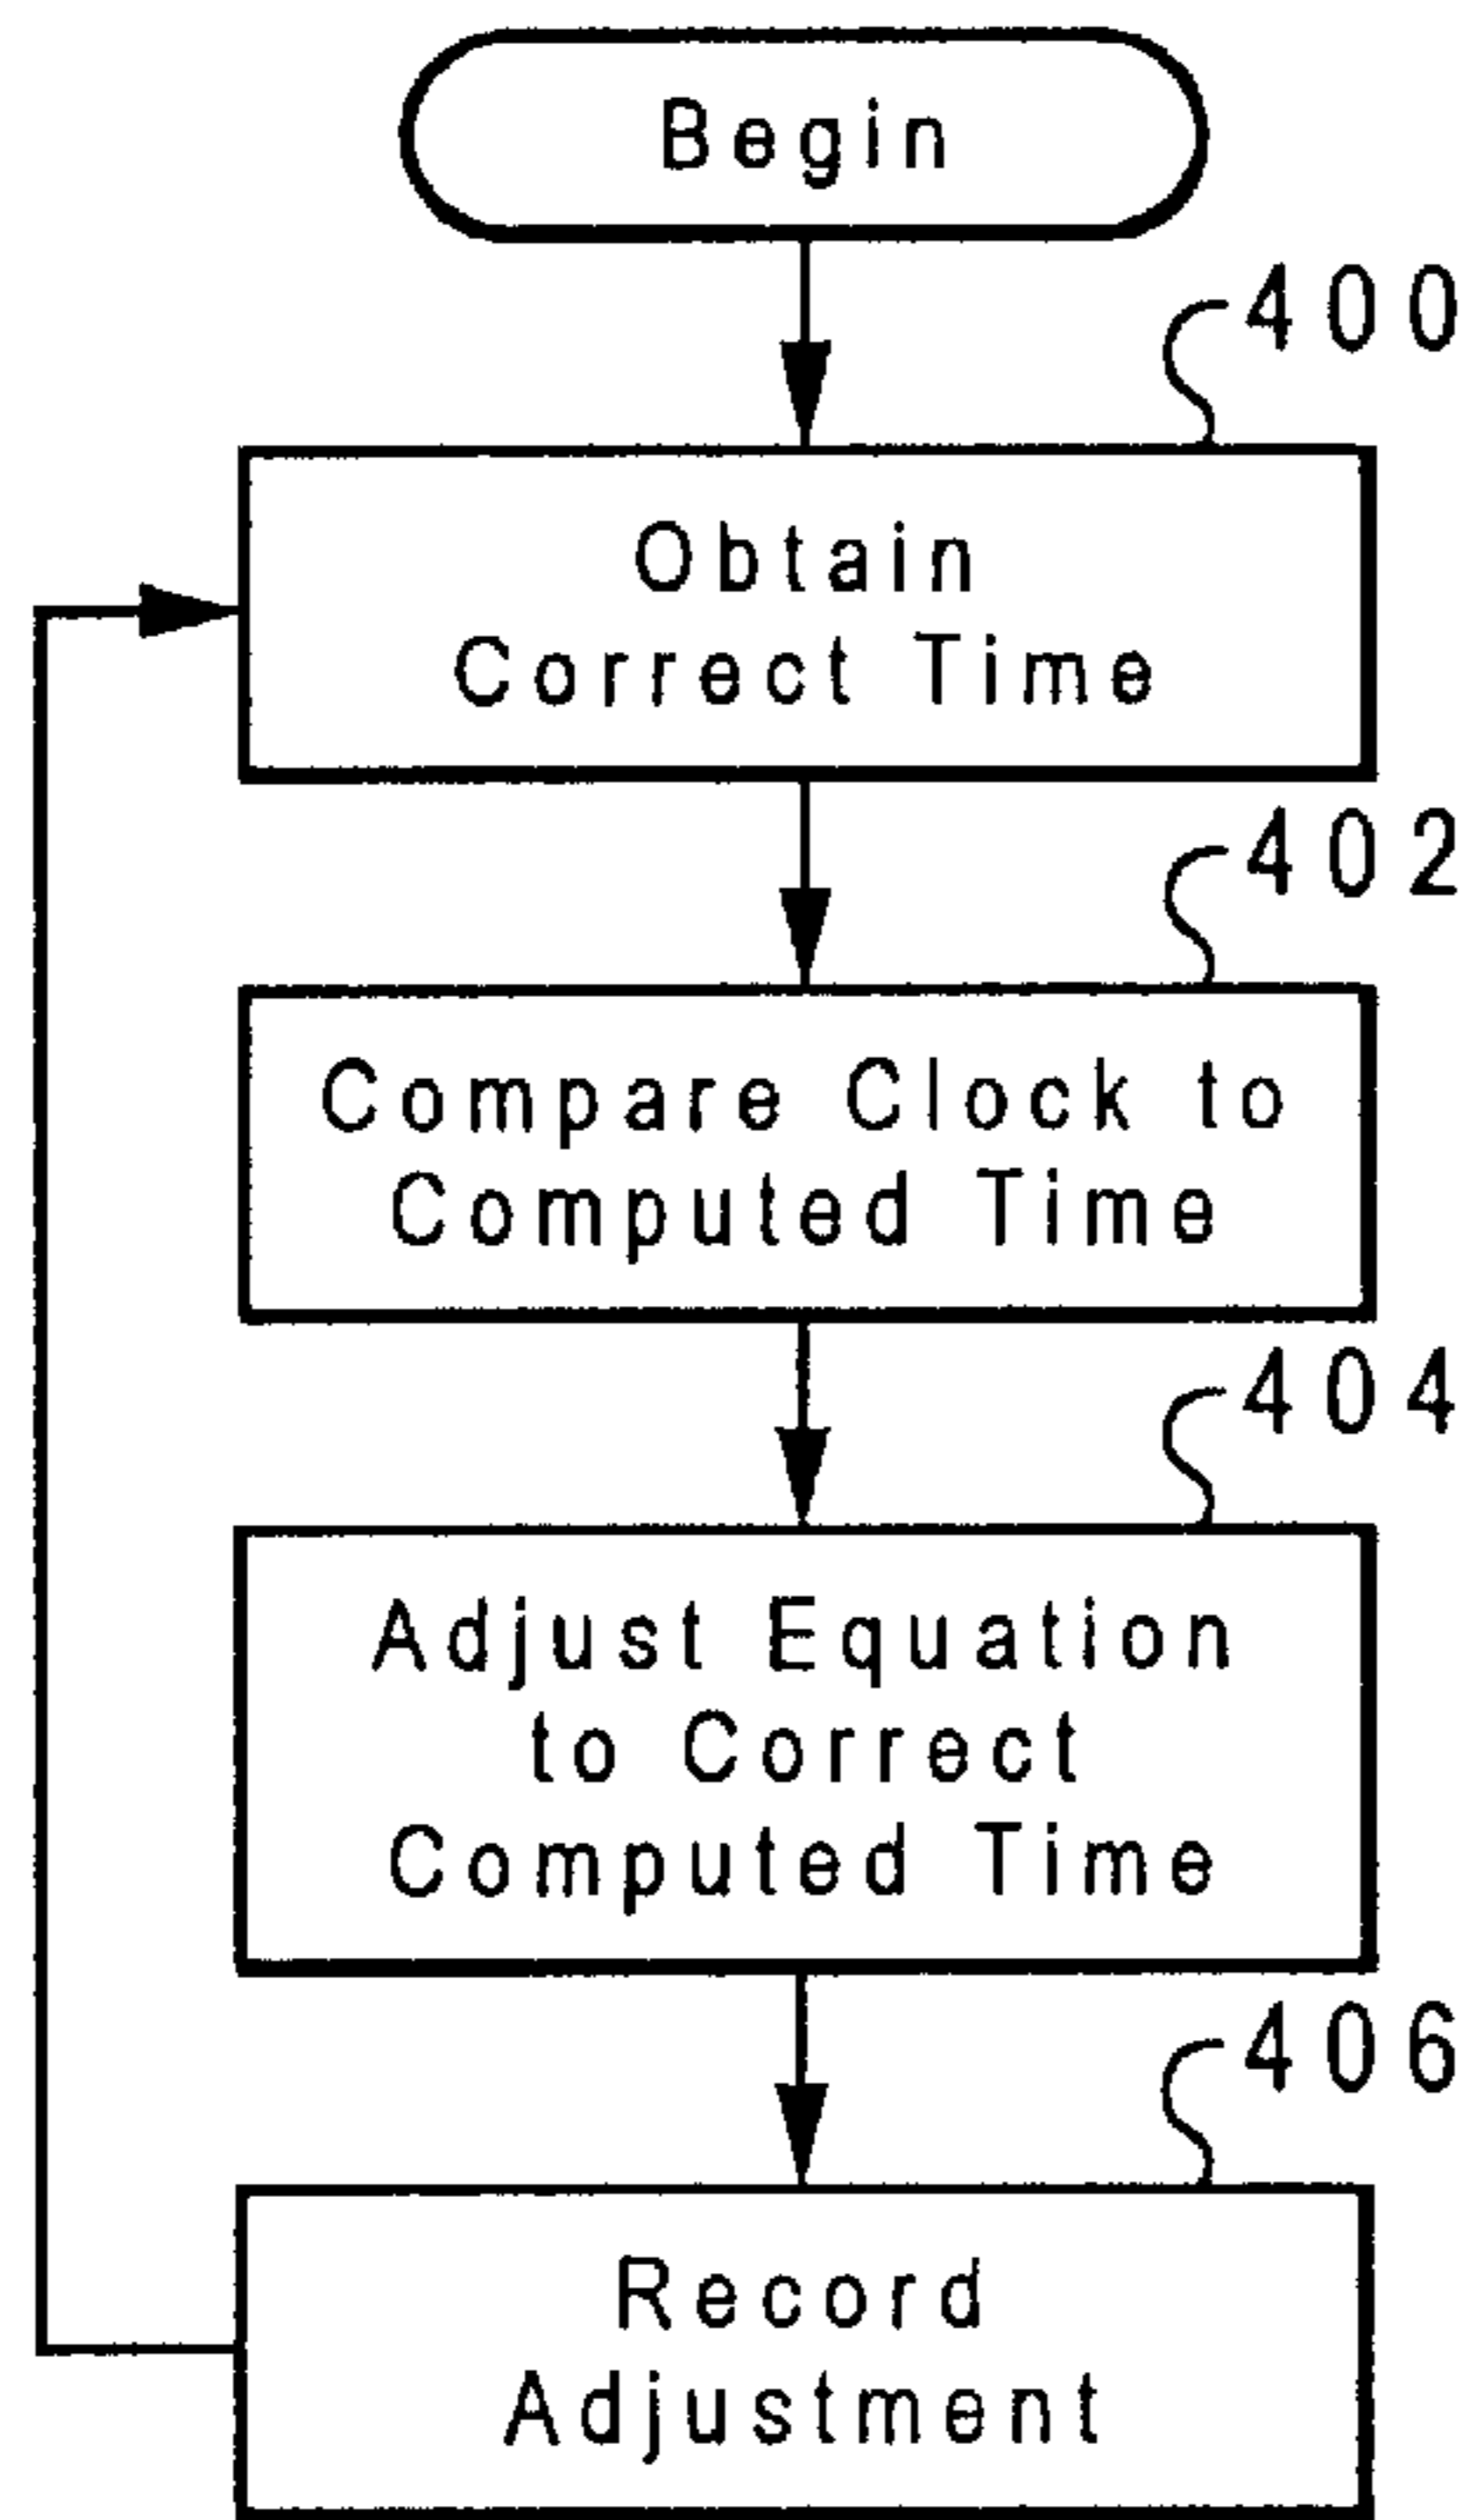 Begin
400
Obtain
Correct Time
402
Compare Clock to
Computed Time
404
Adjust Equation
to Correct
Computed Time
406
Record
Adjustment